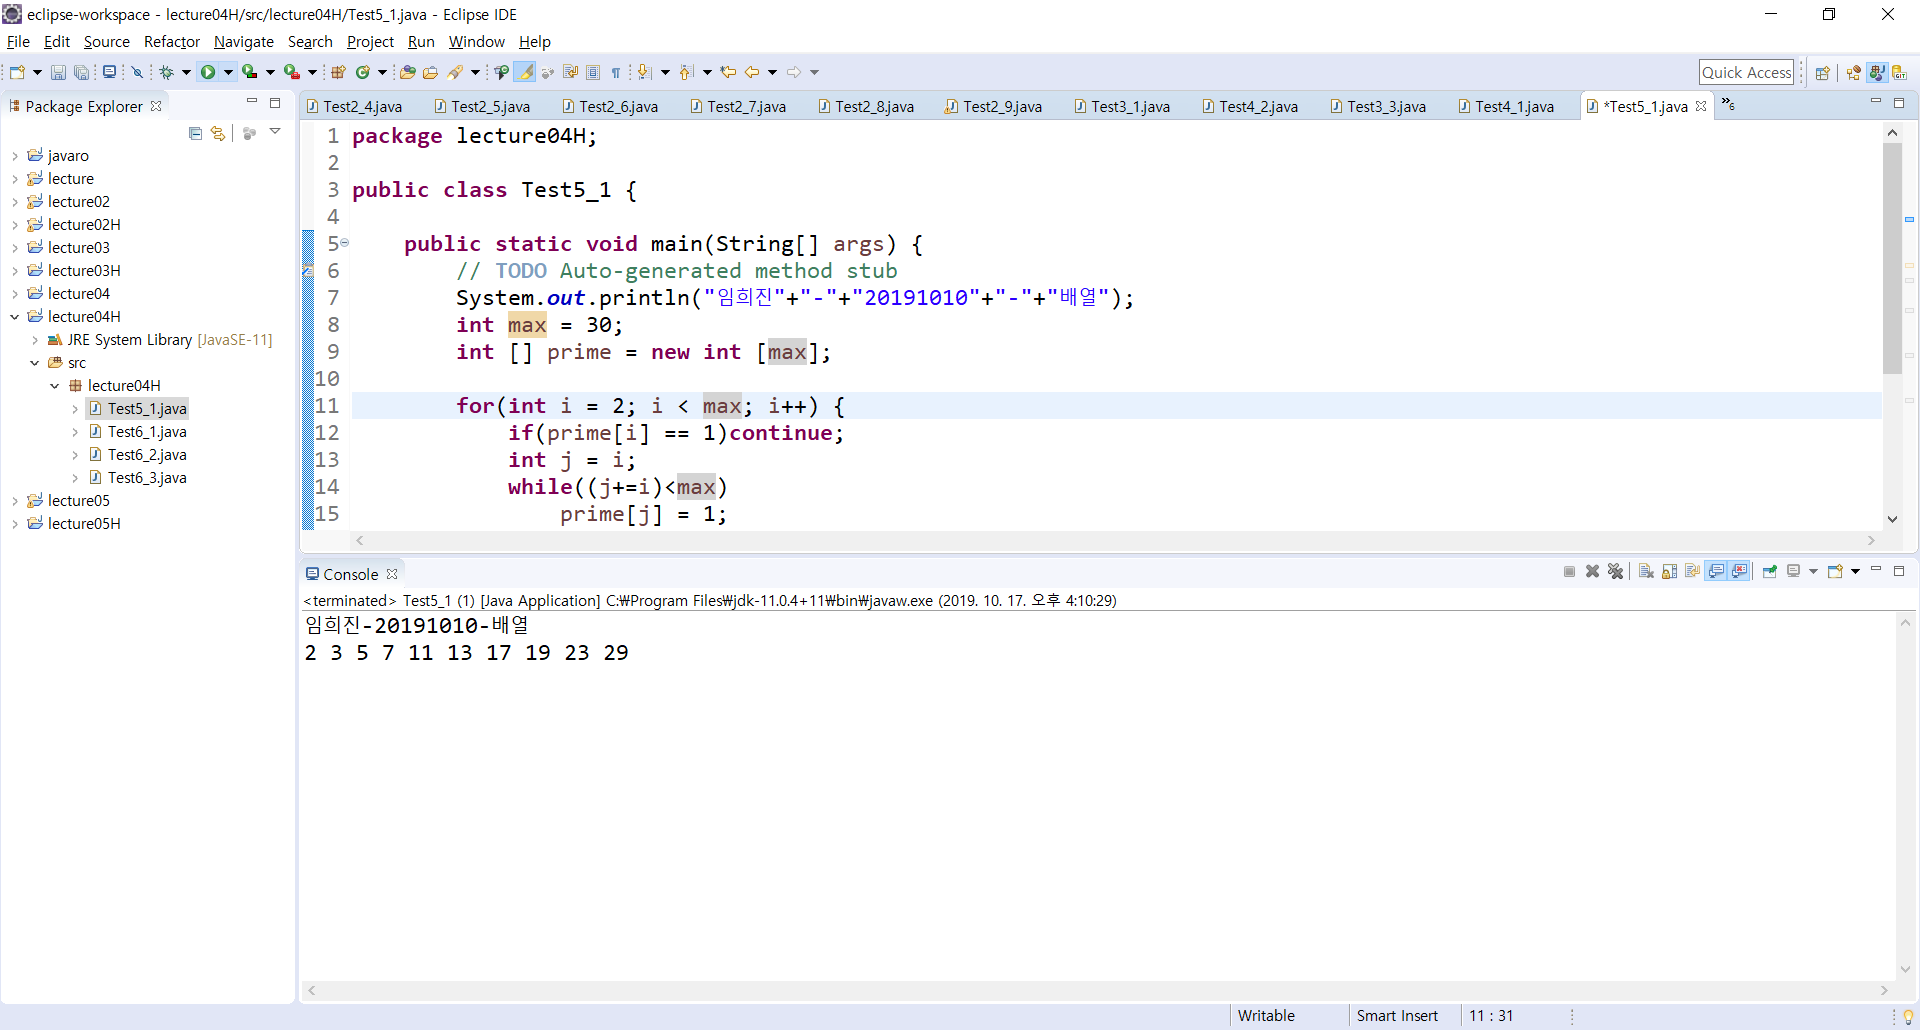 eclipse-workspace - lecture04H/src/lecture04H/Test5_1.java - Eclipse IDE
File Edit Source Refactor Navigate Search Project Run Window Help
Quick Access
Package Explorer
javaro
lecture
lecture02
lecture02H
lecture03
lecture03H
lecture04
lecture04H
JRE System Library [JavaSE-11]
src
lecture04H
Test5_1.java
Test6_1.java
Test6_2.java
Test6_3.java
lecture05
lecture05H
Test2_4.java Test2_5.java Test2_6.java Test2_7.java Test2_8.java Test2_9.java Test3_1.java Test4_2.java Test3_3.java Test4_1.java *Test5_1.java »6
1 package lecture04H;
2
3 public class Test5_1 {
4
5 public static void main(String[] args) {
6 // TODO Auto-generated method stub
7 System.out.println("임희진"+"-"+"20191010"+"-"+"배열");
8 int max = 30;
9 int [] prime = new int [max];
10
11 for(int i = 2; i < max; i++) {
12 if(prime[i] == 1)continue;
13 int j = i;
14 while((j+=i)<max)
15 prime[j] = 1;
Console
<terminated> Test5_1 (1) [Java Application] C:₩Program Files₩jdk-11.0.4+11₩bin₩javaw.exe (2019. 10. 17. 오후 4:10:29)
임희진-20191010-배열
2 3 5 7 11 13 17 19 23 29
Writable Smart Insert 11 : 31